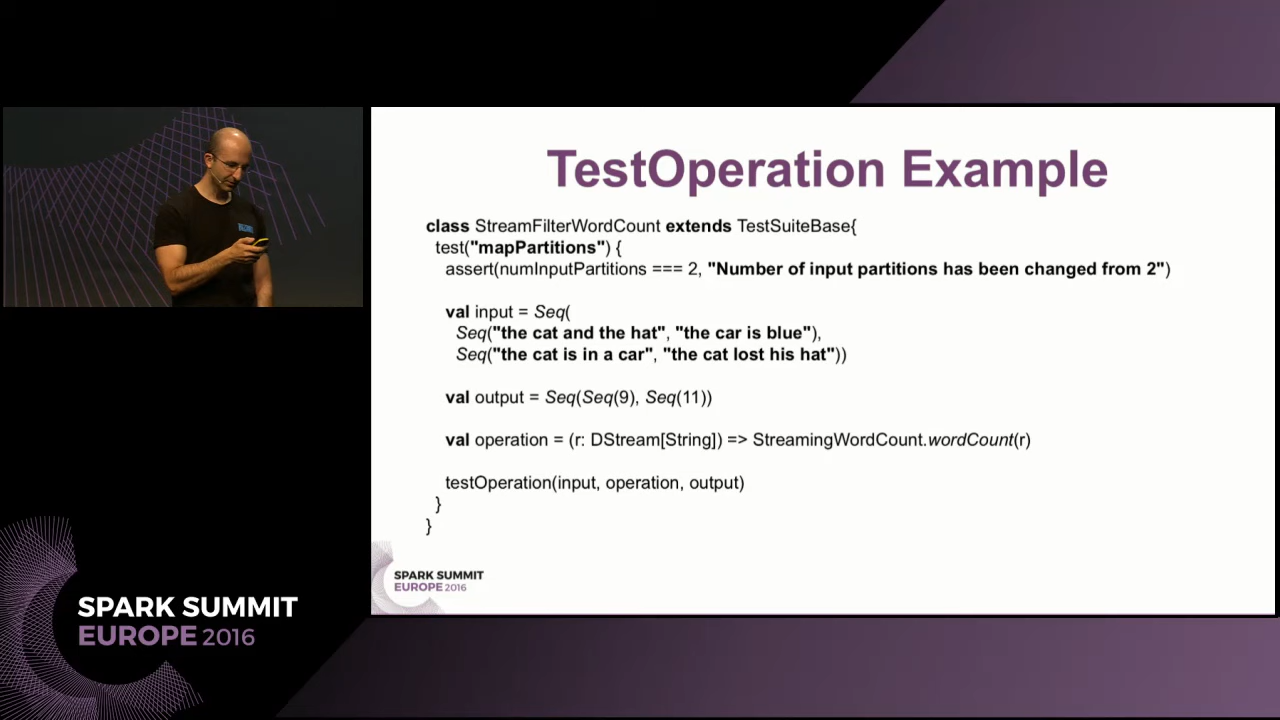 TestOperation Example
class StreamFilterWordCount extends TestSuiteBase{
test("mapPartitions") {
assert(numInputPartitions === 2, "Number of input partitions has been changed from 2")
val input = Seq(
Seq("the cat and the hat", "the car is blue"),
Seq("the cat is in a car", "the cat lost his hat"))
val output = Seq(Seq(9), Seq(11))
val operation = (r: DStream[String]) => StreamingWordCount.wordCount(r)
testOperation(input, operation, output)
}
}
SPARK SUMMIT
EUROPE 2016
SPARK SUMMIT
EUROPE 2016